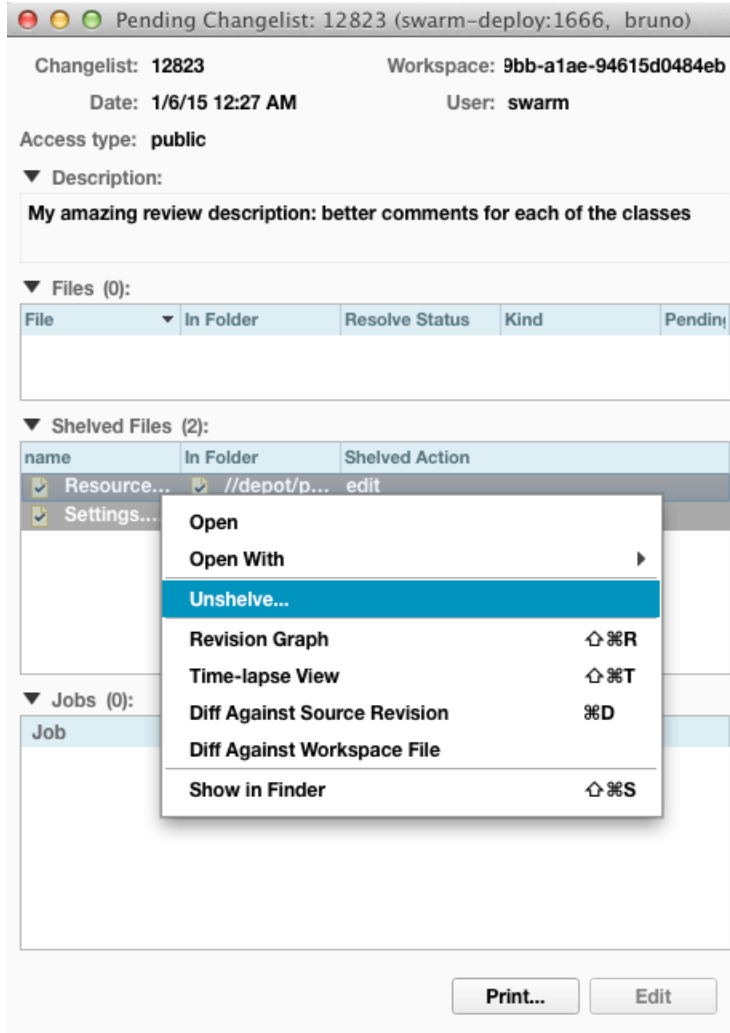 Pending Changelist: 12823 (swarm-deploy:1666, bruno)
Changelist: 12823 Workspace: 9bb-a1ae-94615d0484eb
Date: 1/6/15 12:27 AM User: swarm
Access type: public
Description:
My amazing review description: better comments for each of the classes
Files (0):
File In Folder Resolve Status Kind Pending
Shelved Files (2):
name In Folder Shelved Action
Resource... //depot/p... edit
Settings....
Open
Open With
Unshelve...
Revision Graph ⇧⌘R
Time-lapse View ⇧⌘T
Diff Against Source Revision ⌘D
Diff Against Workspace File
Show in Finder ⇧⌘S
Jobs (0):
Job
Print... Edit